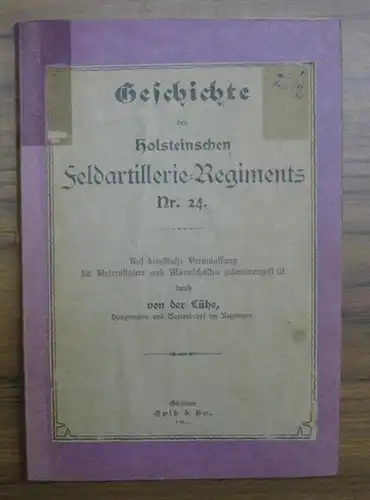 Geschichte
des
Holsteinschen
Feldartillerie-Regiments
Nr. 24.
Auf dienstliche Veranlassung
für Unteroffiziere und Mannschaften zusammengestellt
durch
von der Lühe,
Hauptmann und Batteriechef im Regiment.
& Co.